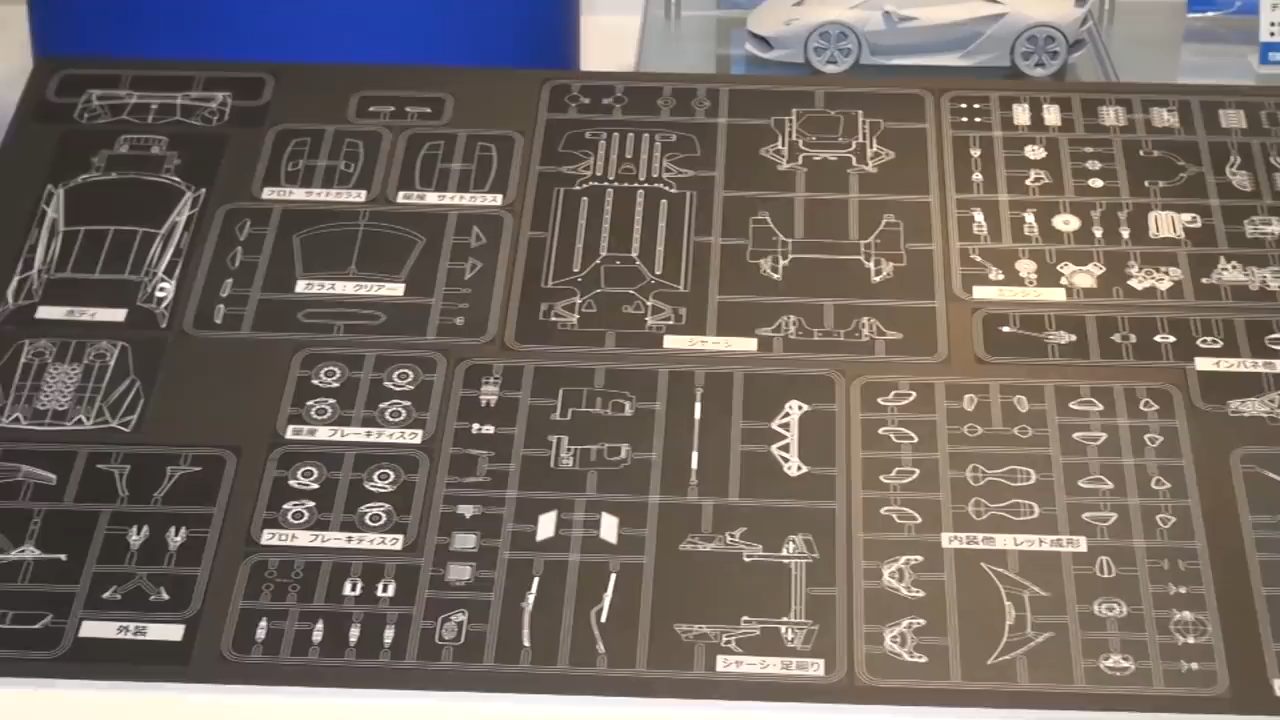 プロト サイドガラス
量産 サイドガラス
ガラス：クリアー
ボディ
シャーシ
エンジン
インパネ他
量産 ブレーキディスク
プロト ブレーキディスク
内装他：レッド成形
外装
シャーシ・足廻り